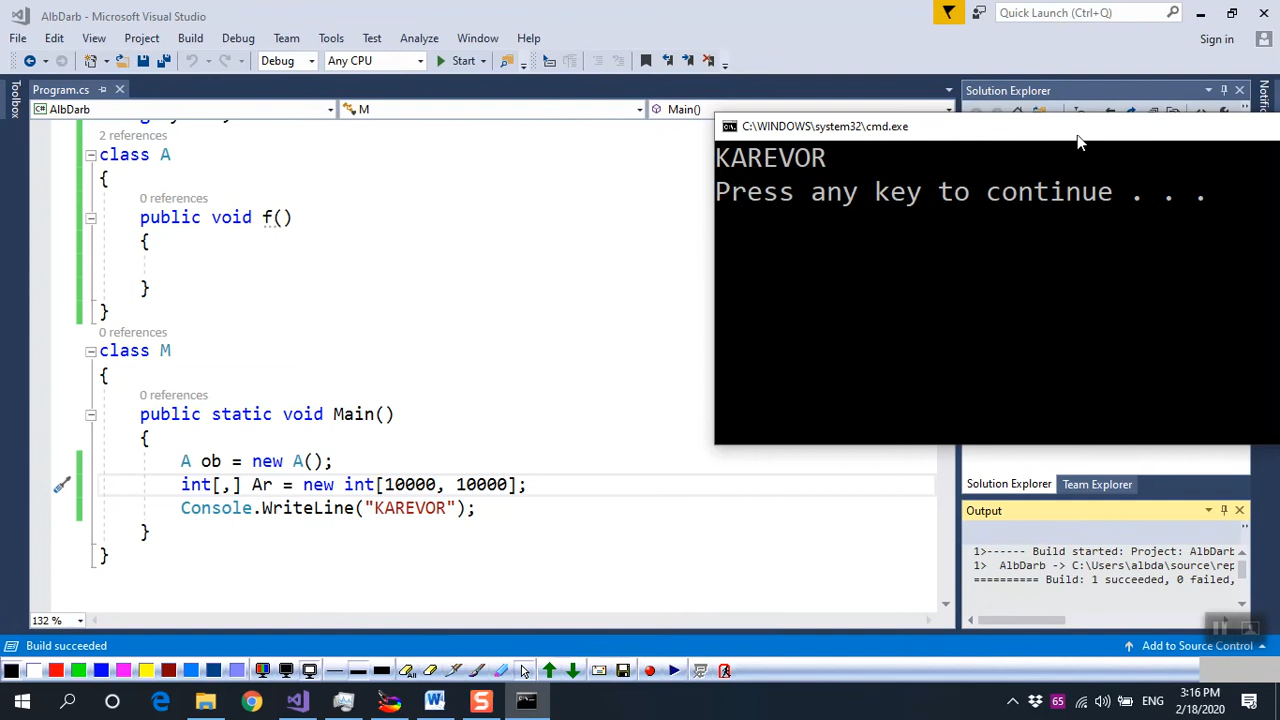 AlbDarb - Microsoft Visual Studio
Quick Launch (Ctrl+Q)
File Edit View Project Build Debug Team Tools Test Analyze Window Help
Sign in
Debug Any CPU Start
Toolbox
Program.cs
Solution Explorer
AlbDarb M Main()
2 references
class A
{
0 references
public void f()
{
}
}
0 references
class M
{
0 references
public static void Main()
{
A ob = new A();
int[,] Ar = new int[10000, 10000];
Console.WriteLine("KAREVOR");
}
}
C:\WINDOWS\system32\cmd.exe
KAREVOR
Press any key to continue . . .
Solution Explorer Team Explorer
Output
1>------ Build started: Project: AlbDarb
1> AlbDarb -> C:\Users\albda\source\rep
========== Build: 1 succeeded, 0 failed,
132 %
Build succeeded
Add to Source Control
65
ENG
3:16 PM
2/18/2020